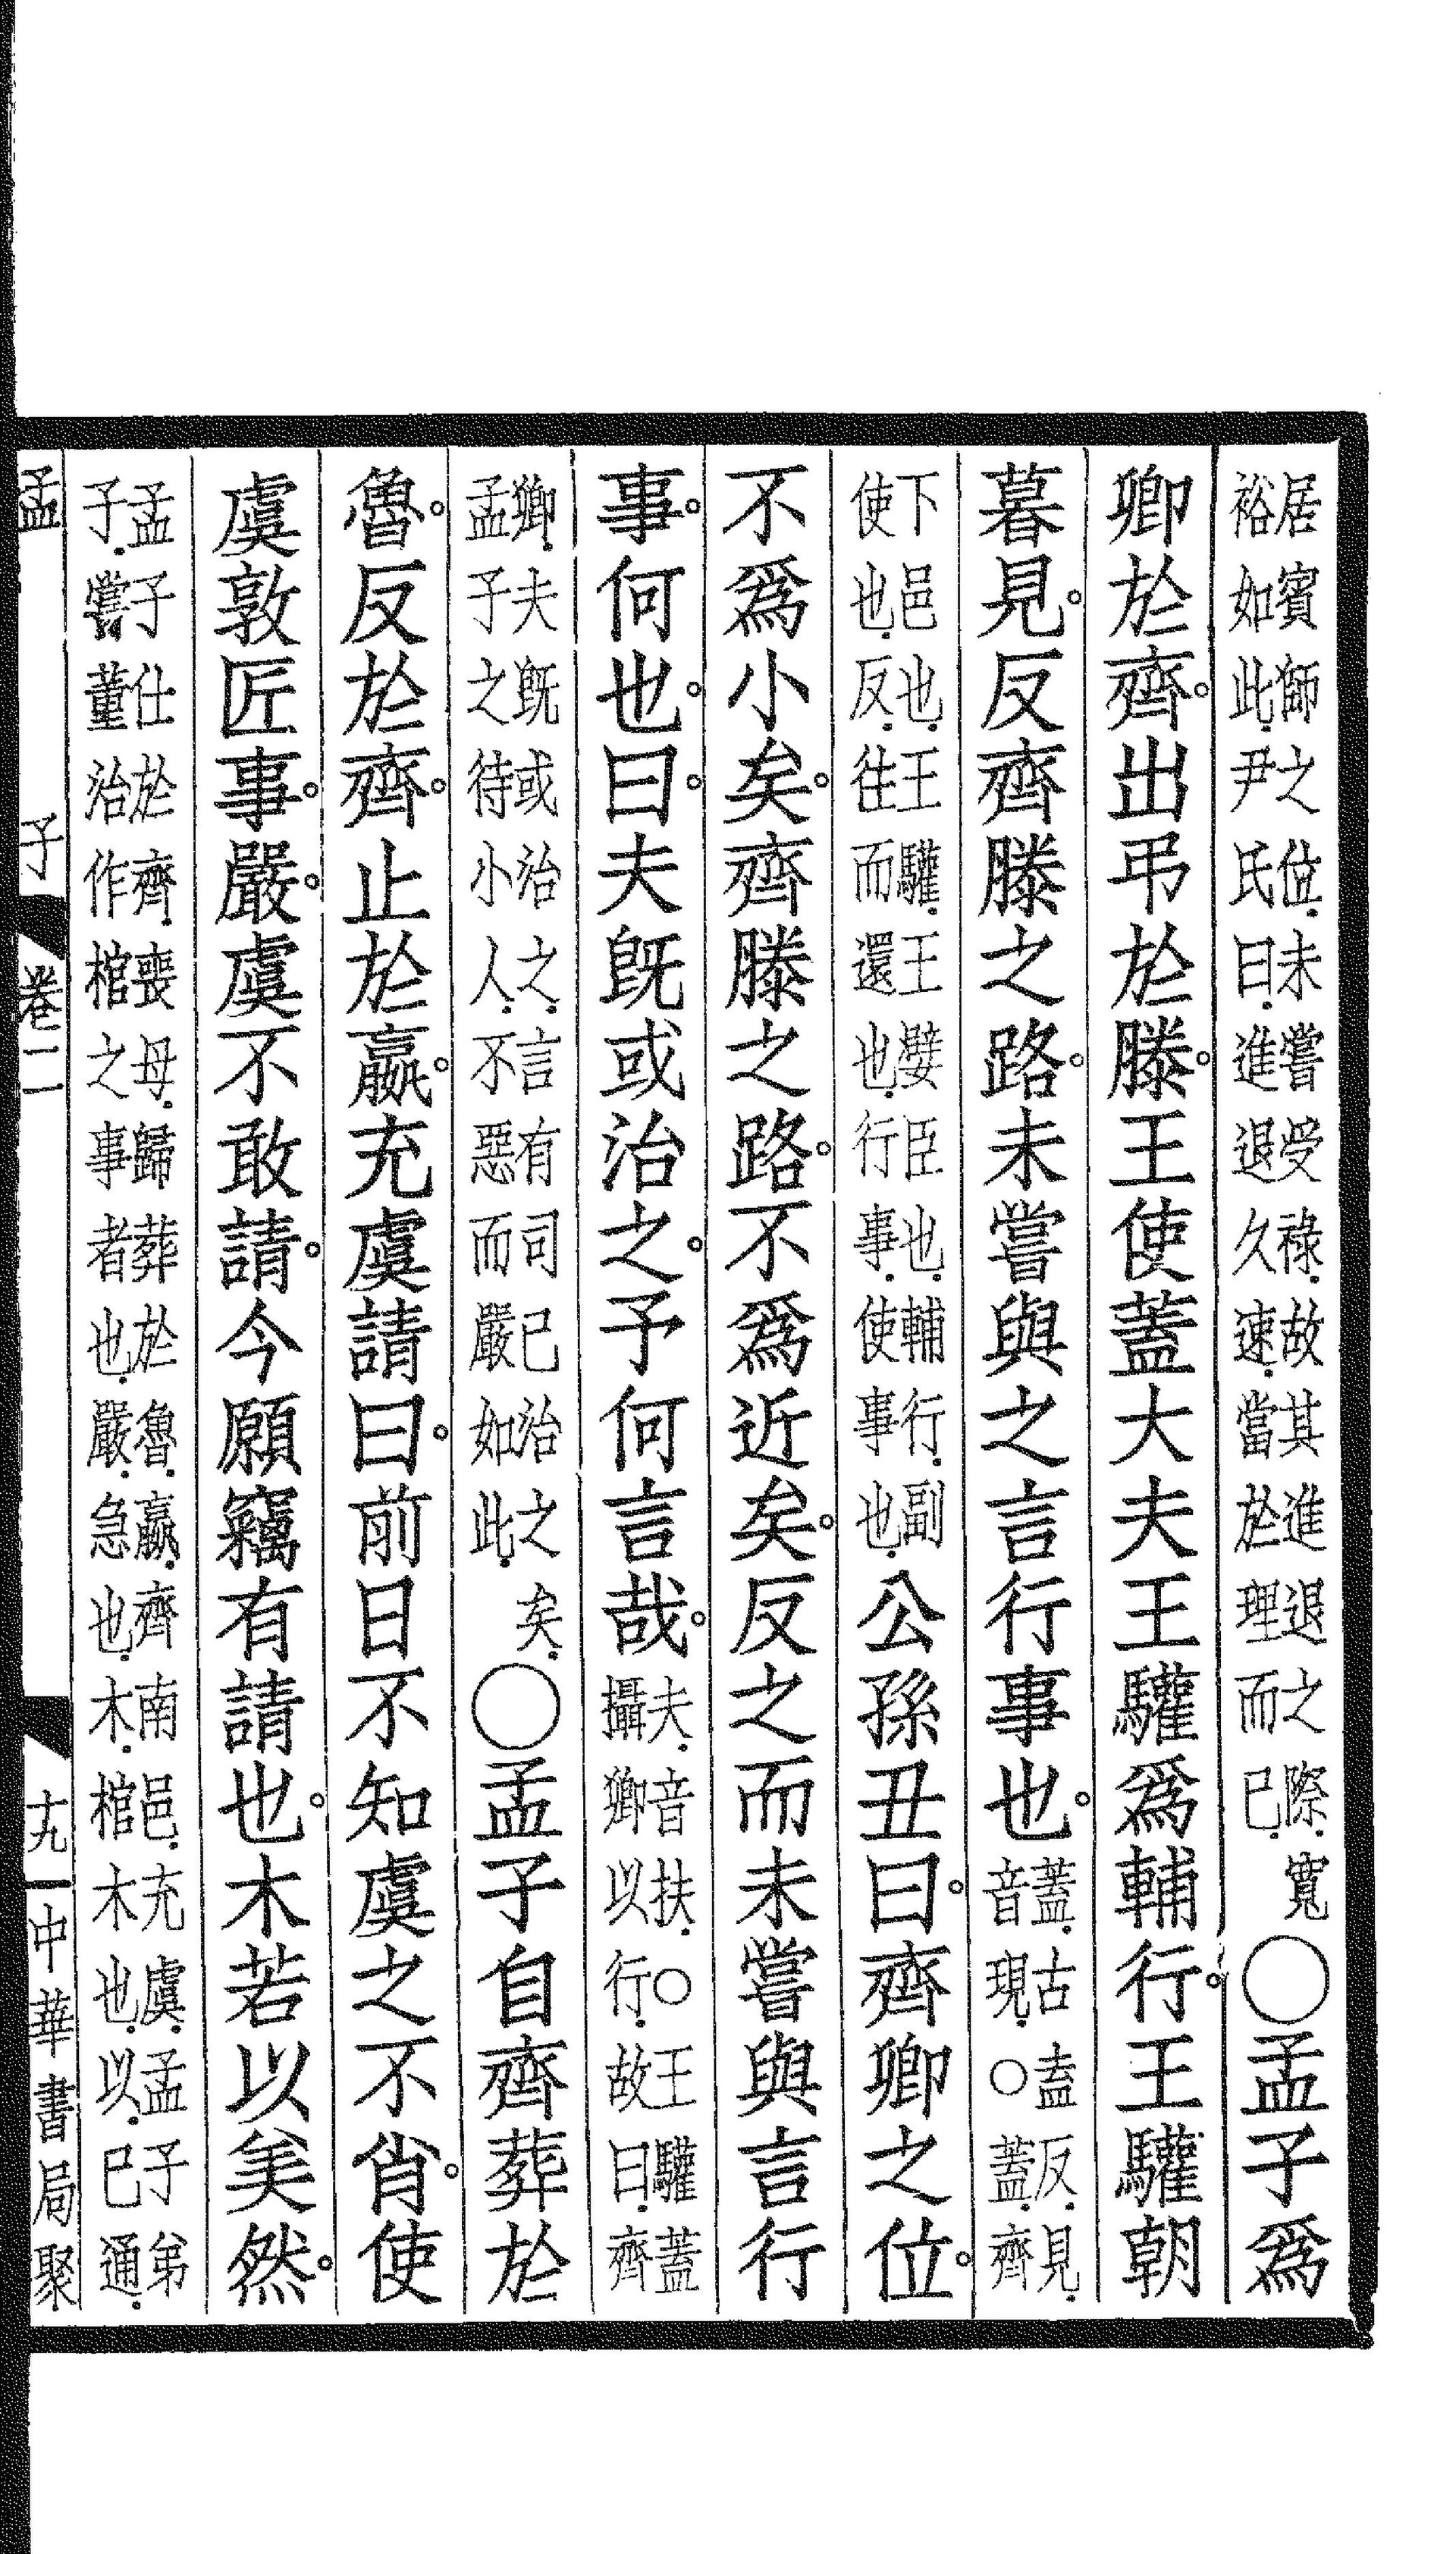 居賓師之位.未嘗受祿.故其進退之際.寬
裕如此.尹氏曰.進退久速.當於理而已.
○孟子爲
卿於齊。出弔於滕。王使蓋大夫王驩爲輔行。王驩朝
暮見。反齊滕之路。未嘗與之言行事也。
蓋.古盍反.見.
音現.○蓋.齊
下邑也.王驩.王嬖臣也.輔行.副
使也.反.往而還也.行事.使事也.
公孫丑曰。齊卿之位。
不爲小矣。齊滕之路。不爲近矣。反之而未嘗與言行
事。何也。曰。夫旣或治之。予何言哉。
夫.音扶.○王驩蓋
攝卿以行.故曰.齊
卿.夫旣或治之.言有司已治之矣.
孟子之待小人.不惡而嚴如此.
○孟子自齊葬於
魯。反於齊。止於嬴。充虞請曰。前日不知虞之不肖。使
虞敦匠事。嚴。虞不敢請。今願竊有請也。木若以美然。
孟子仕於齊.喪母.歸葬於魯.嬴.齊南邑.充虞.孟子弟
子.嘗董治作棺之事者也.嚴.急也.木.棺木也.以.已通.
孟子 卷二 十九 中華書局聚